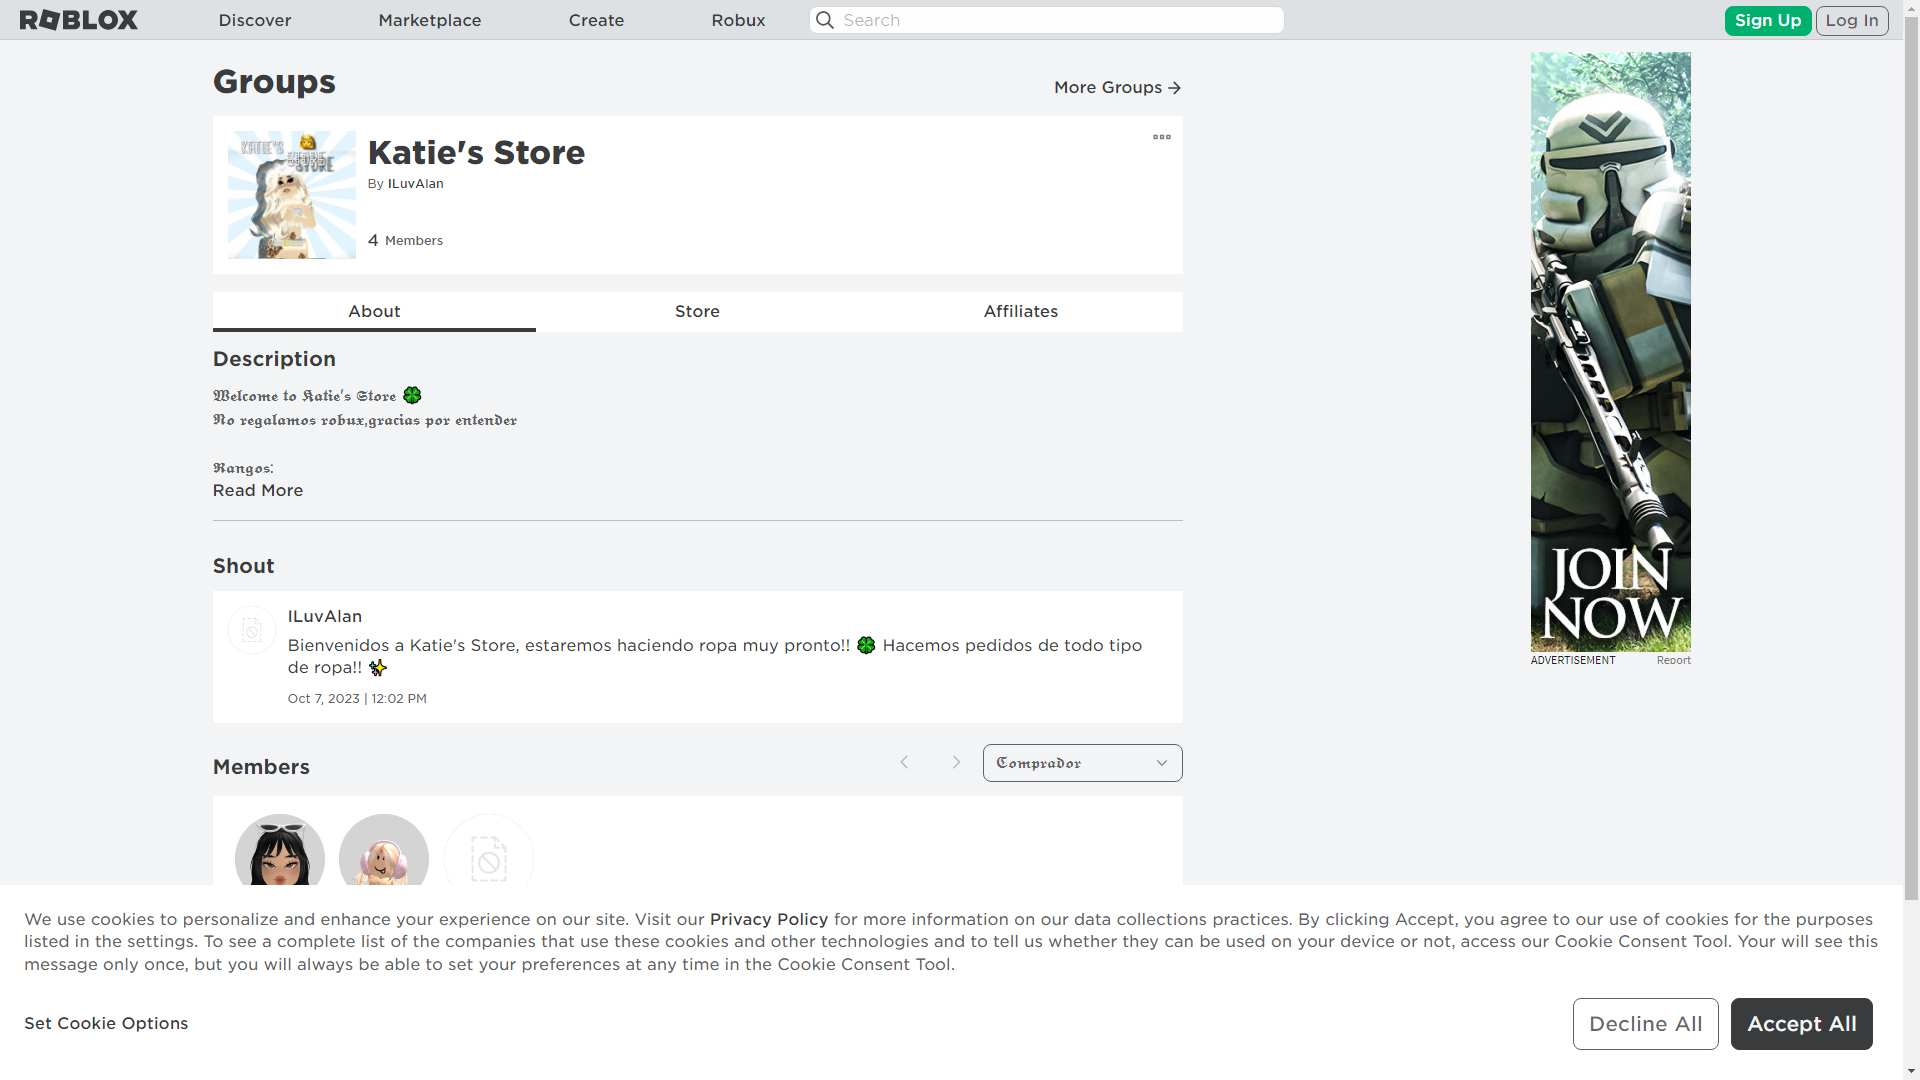 ROBLOX
Discover
Marketplace
Create
Robux
Search
Sign Up
Log In
Groups
More Groups
KATIE'S
STORE
Katie's Store
By ILuvAlan
4 Members
About
Store
Affiliates
Description
𝖂𝖊𝖑𝖈𝖔𝖒𝖊 𝖙𝖔 𝕶𝖆𝖙𝖎𝖊'𝖘 𝕾𝖙𝖔𝖗𝖊 🍀
𝕹𝖔 𝖗𝖊𝖌𝖆𝖑𝖆𝖒𝖔𝖘 𝖗𝖔𝖇𝖚𝖝,𝖌𝖗𝖆𝖈𝖎𝖆𝖘 𝖕𝖔𝖗 𝖊𝖓𝖙𝖊𝖓𝖉𝖊𝖗
𝕽𝖆𝖓𝖌𝖔𝖘:
Read More
Shout
ILuvAlan
Bienvenidos a Katie's Store, estaremos haciendo ropa muy pronto!! 🍀 Hacemos pedidos de todo tipo
de ropa!! ✨
Oct 7, 2023 | 12:02 PM
Members
𝕮𝖔𝖒𝖕𝖗𝖆𝖉𝖔𝖗
JOIN
NOW
ADVERTISEMENT
Report
We use cookies to personalize and enhance your experience on our site. Visit our Privacy Policy for more information on our data collections practices. By clicking Accept, you agree to our use of cookies for the purposes
listed in the settings. To see a complete list of the companies that use these cookies and other technologies and to tell us whether they can be used on your device or not, access our Cookie Consent Tool. Your will see this
message only once, but you will always be able to set your preferences at any time in the Cookie Consent Tool.
Set Cookie Options
Decline All
Accept All